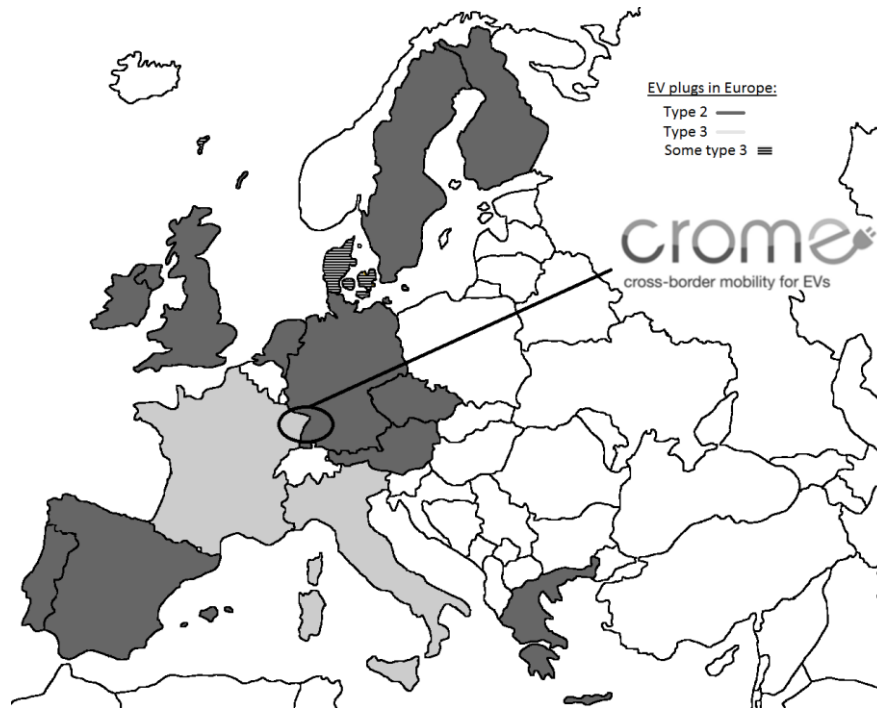 EV plugs in Europe:
Type 2
Type 3
Some type 3
crome
cross-border mobility for EVs